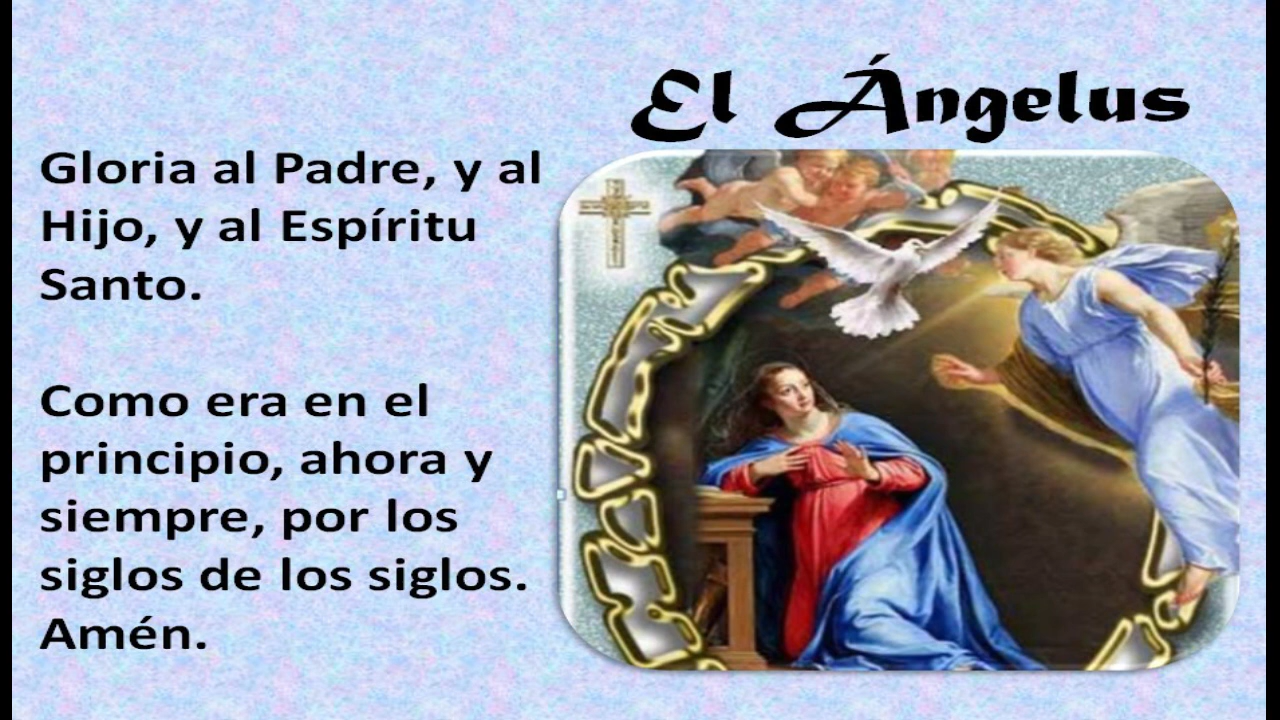 El Ángelus
Gloria al Padre, y al
Hijo, y al Espíritu
Santo.
Como era en el
principio, ahora y
siempre, por los
siglos de los siglos.
Amén.